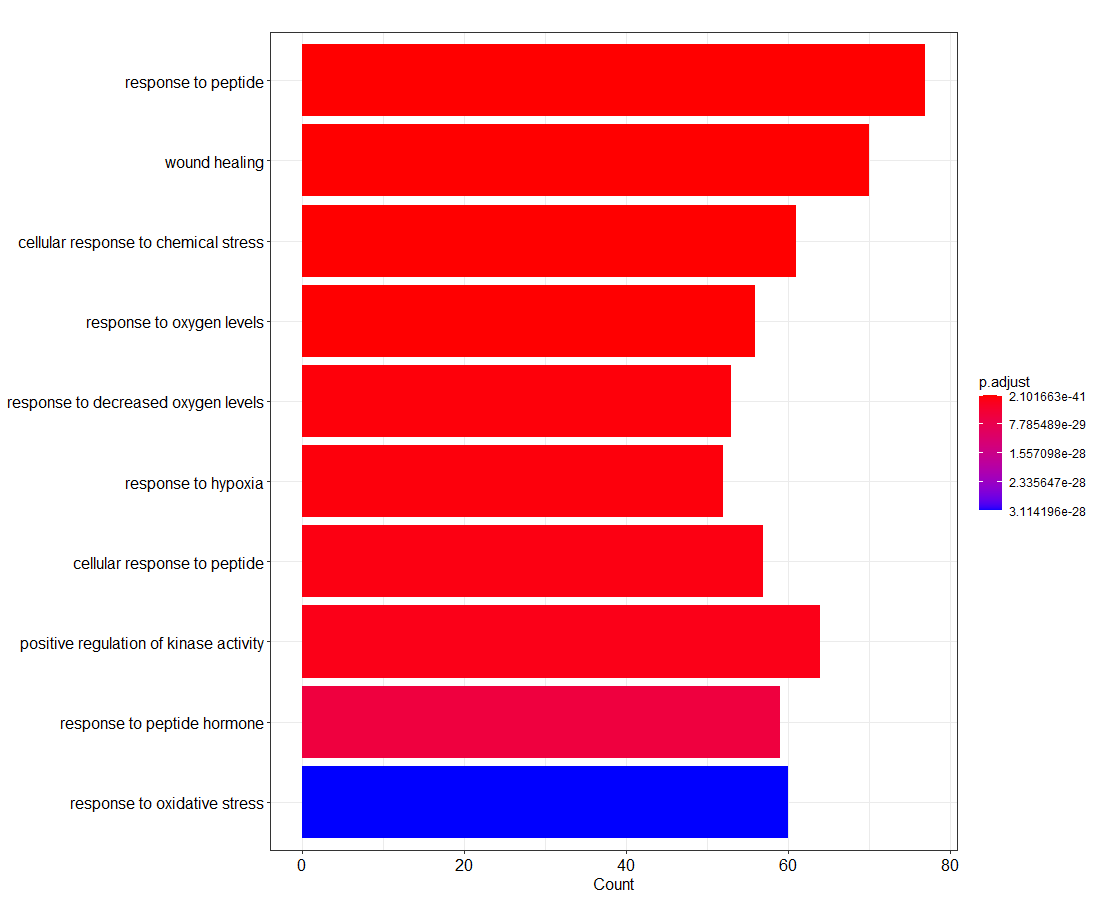 response to peptide
wound healing
cellular response to chemical stress
response to oxygen levels
response to decreased oxygen levels
response to hypoxia
cellular response to peptide
positive regulation of kinase activity
response to peptide hormone
response to oxidative stress
0 20 40 60 80
Count
p.adjust
2.101663e-41
7.785489e-29
1.557098e-28
2.335647e-28
3.114196e-28